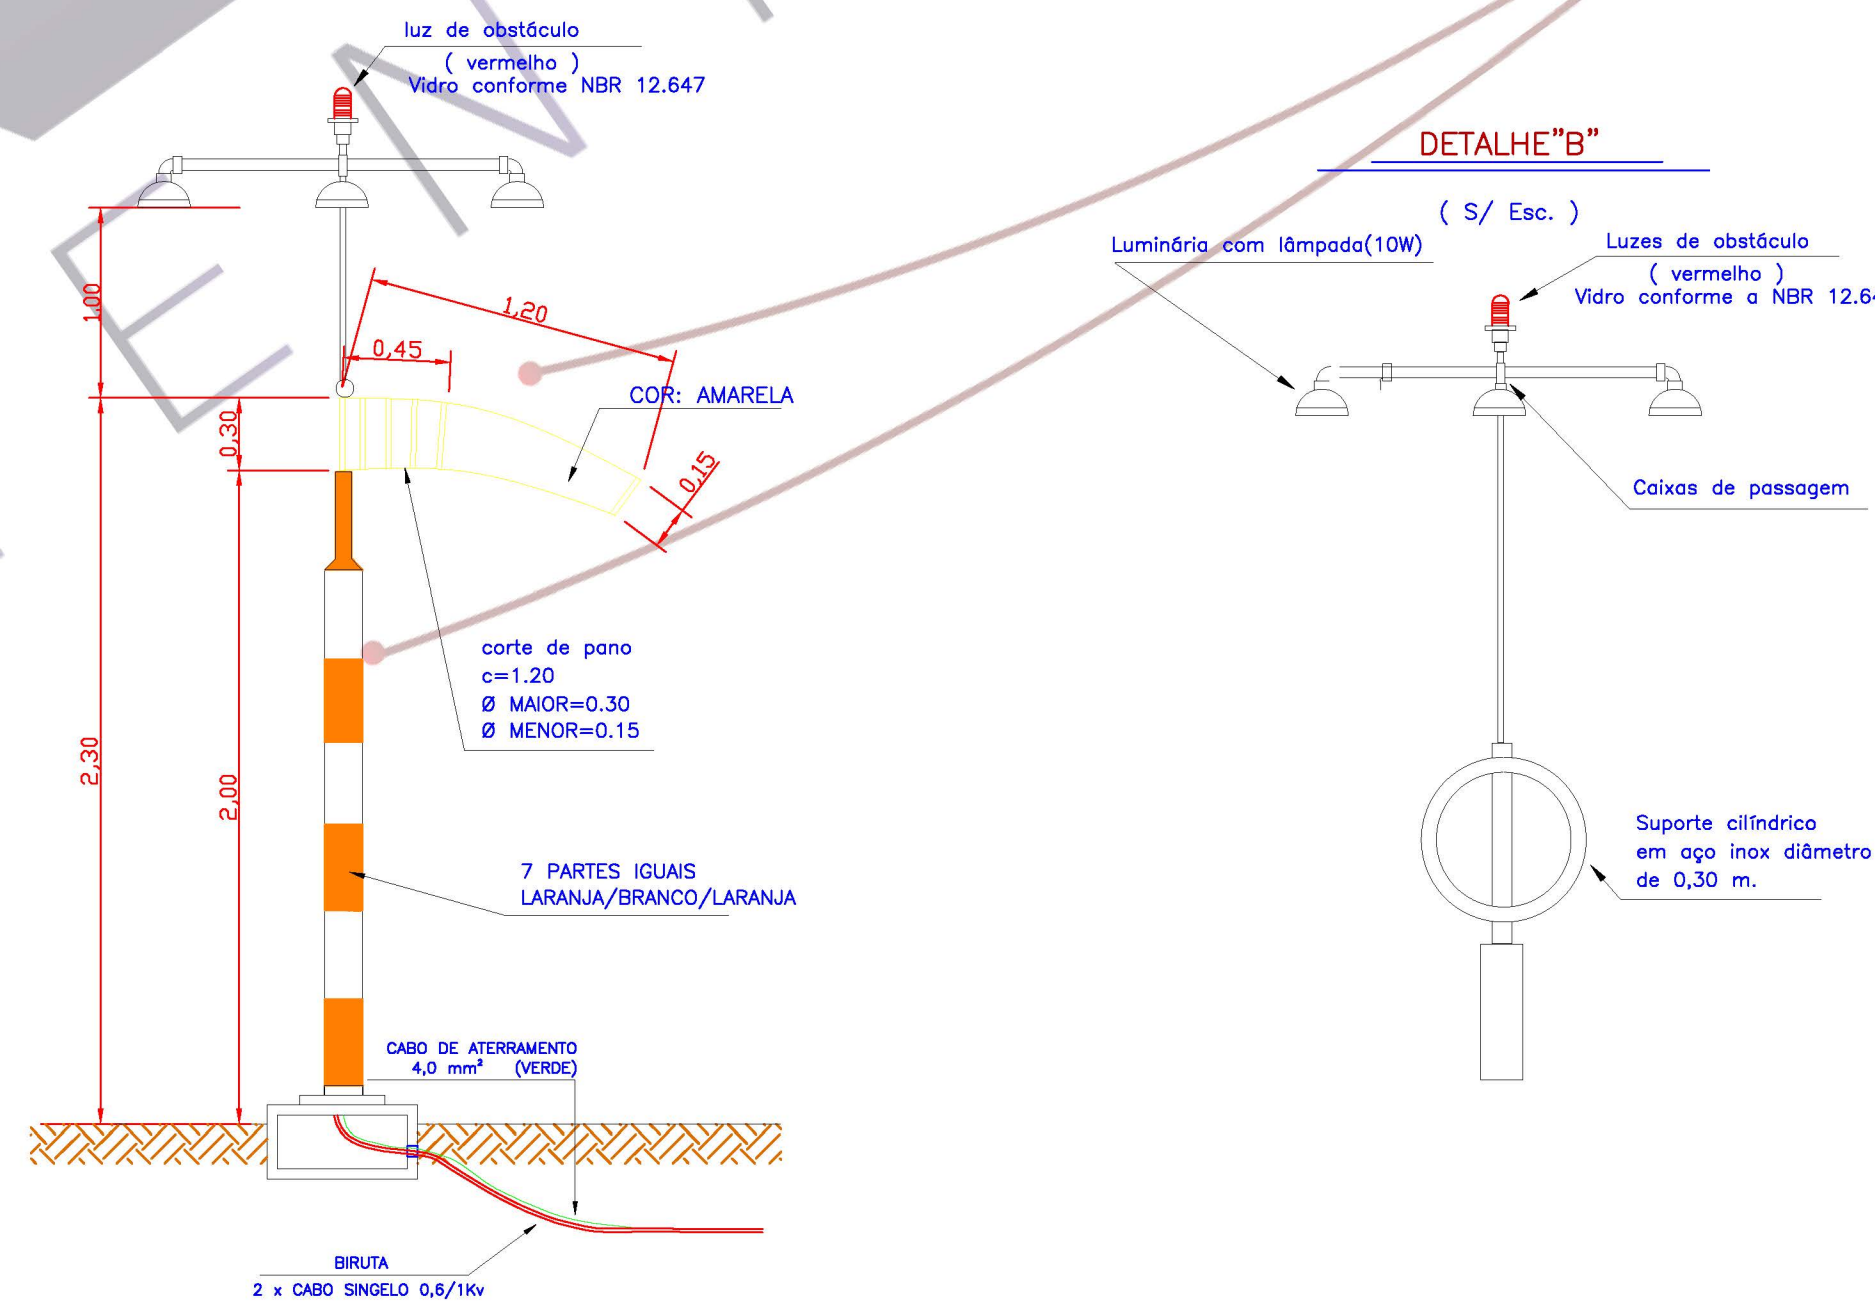 luz de obstáculo
( vermelho )
Vidro conforme NBR 12.647
1,00
1,20
0,45
COR: AMARELA
0,30
0,15
corte de pano
c=1.20
Ø MAIOR=0.30
Ø MENOR=0.15
2,30
2,00
7 PARTES IGUAIS
LARANJA/BRANCO/LARANJA
CABO DE ATERRAMENTO
4,0 mm² (VERDE)
BIRUTA
2 x CABO SINGELO 0,6/1Kv
DETALHE"B"
( S/ Esc. )
Luminária com lâmpada(10W)
Luzes de obstáculo
( vermelho )
Vidro conforme a NBR 12.64
Caixas de passagem
Suporte cilíndrico
em aço inox diâmetro
de 0,30 m.